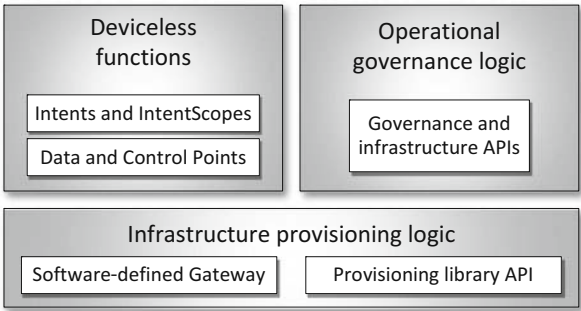 Deviceless
functions
Intents and IntentScopes
Data and Control Points
Operational
governance logic
Governance and
infrastructure APIs
Infrastructure provisioning logic
Software-defined Gateway
Provisioning library API